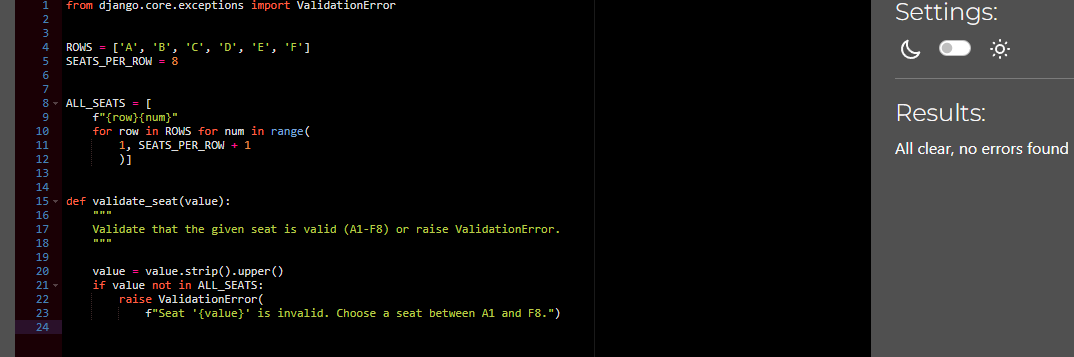 1 from django.core.exceptions import ValidationError
2
3
4 ROWS = ['A', 'B', 'C', 'D', 'E', 'F']
5 SEATS_PER_ROW = 8
6
7
8 ALL_SEATS = [
9     f"{row}{num}"
10     for row in ROWS for num in range(
11         1, SEATS_PER_ROW + 1
12         )]
13
14
15 def validate_seat(value):
16     """
17     Validate that the given seat is valid (A1-F8) or raise ValidationError.
18     """
19
20     value = value.strip().upper()
21     if value not in ALL_SEATS:
22         raise ValidationError(
23             f"Seat '{value}' is invalid. Choose a seat between A1 and F8.")
24
Settings:
Results:
All clear, no errors found